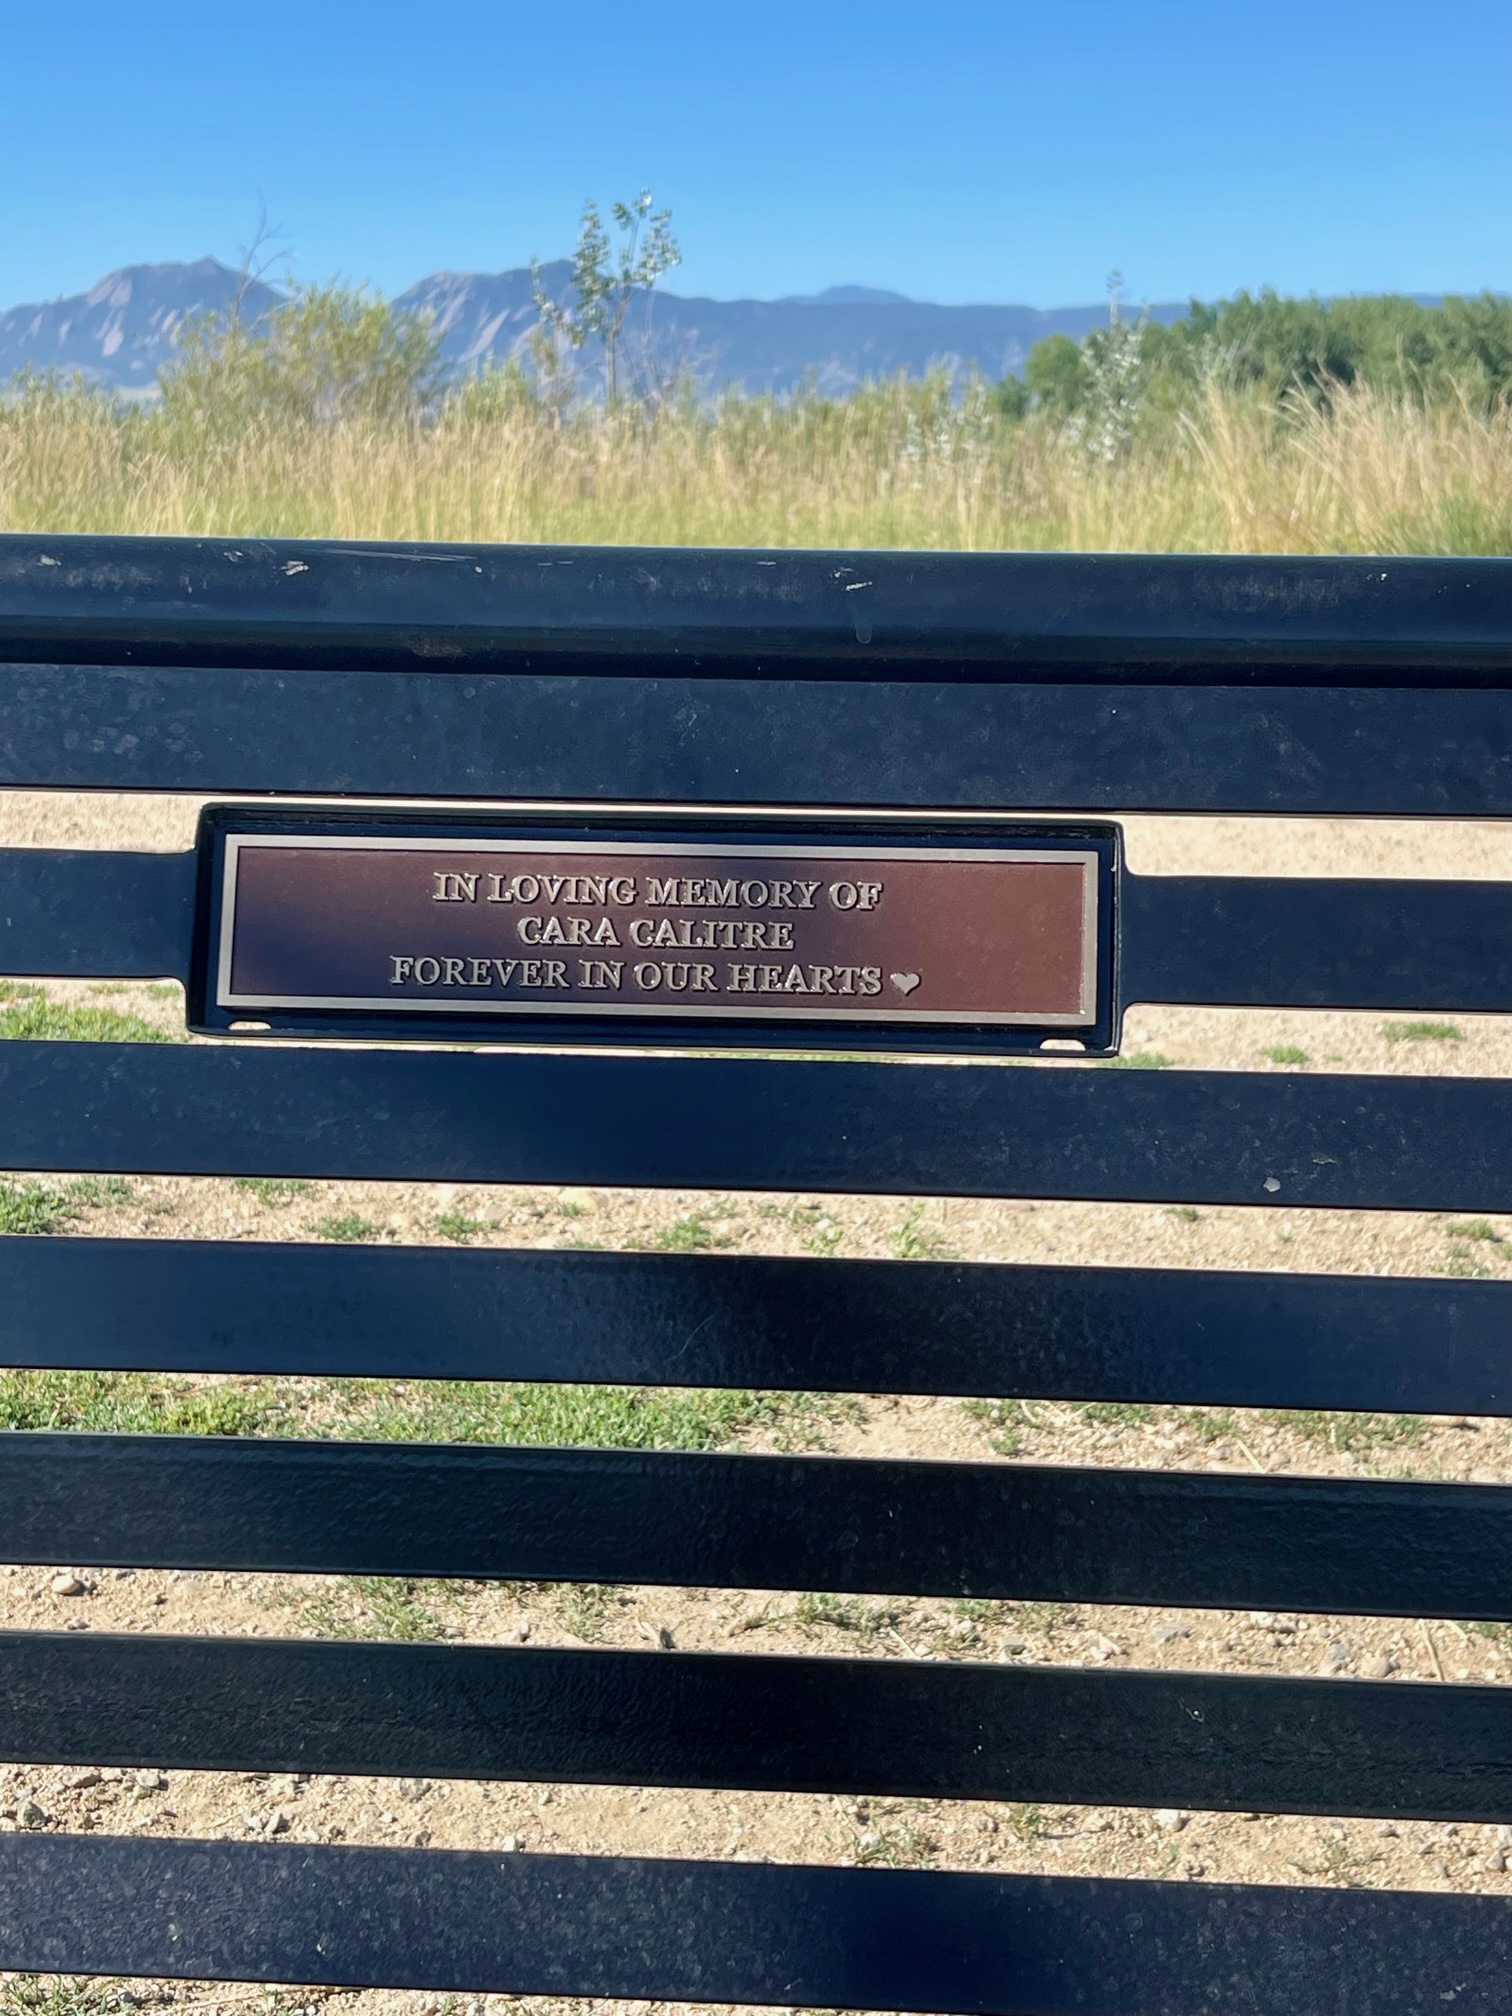 IN LOVING MEMORY OF
CARA CALITRE
FOREVER IN OUR HEARTS ♥